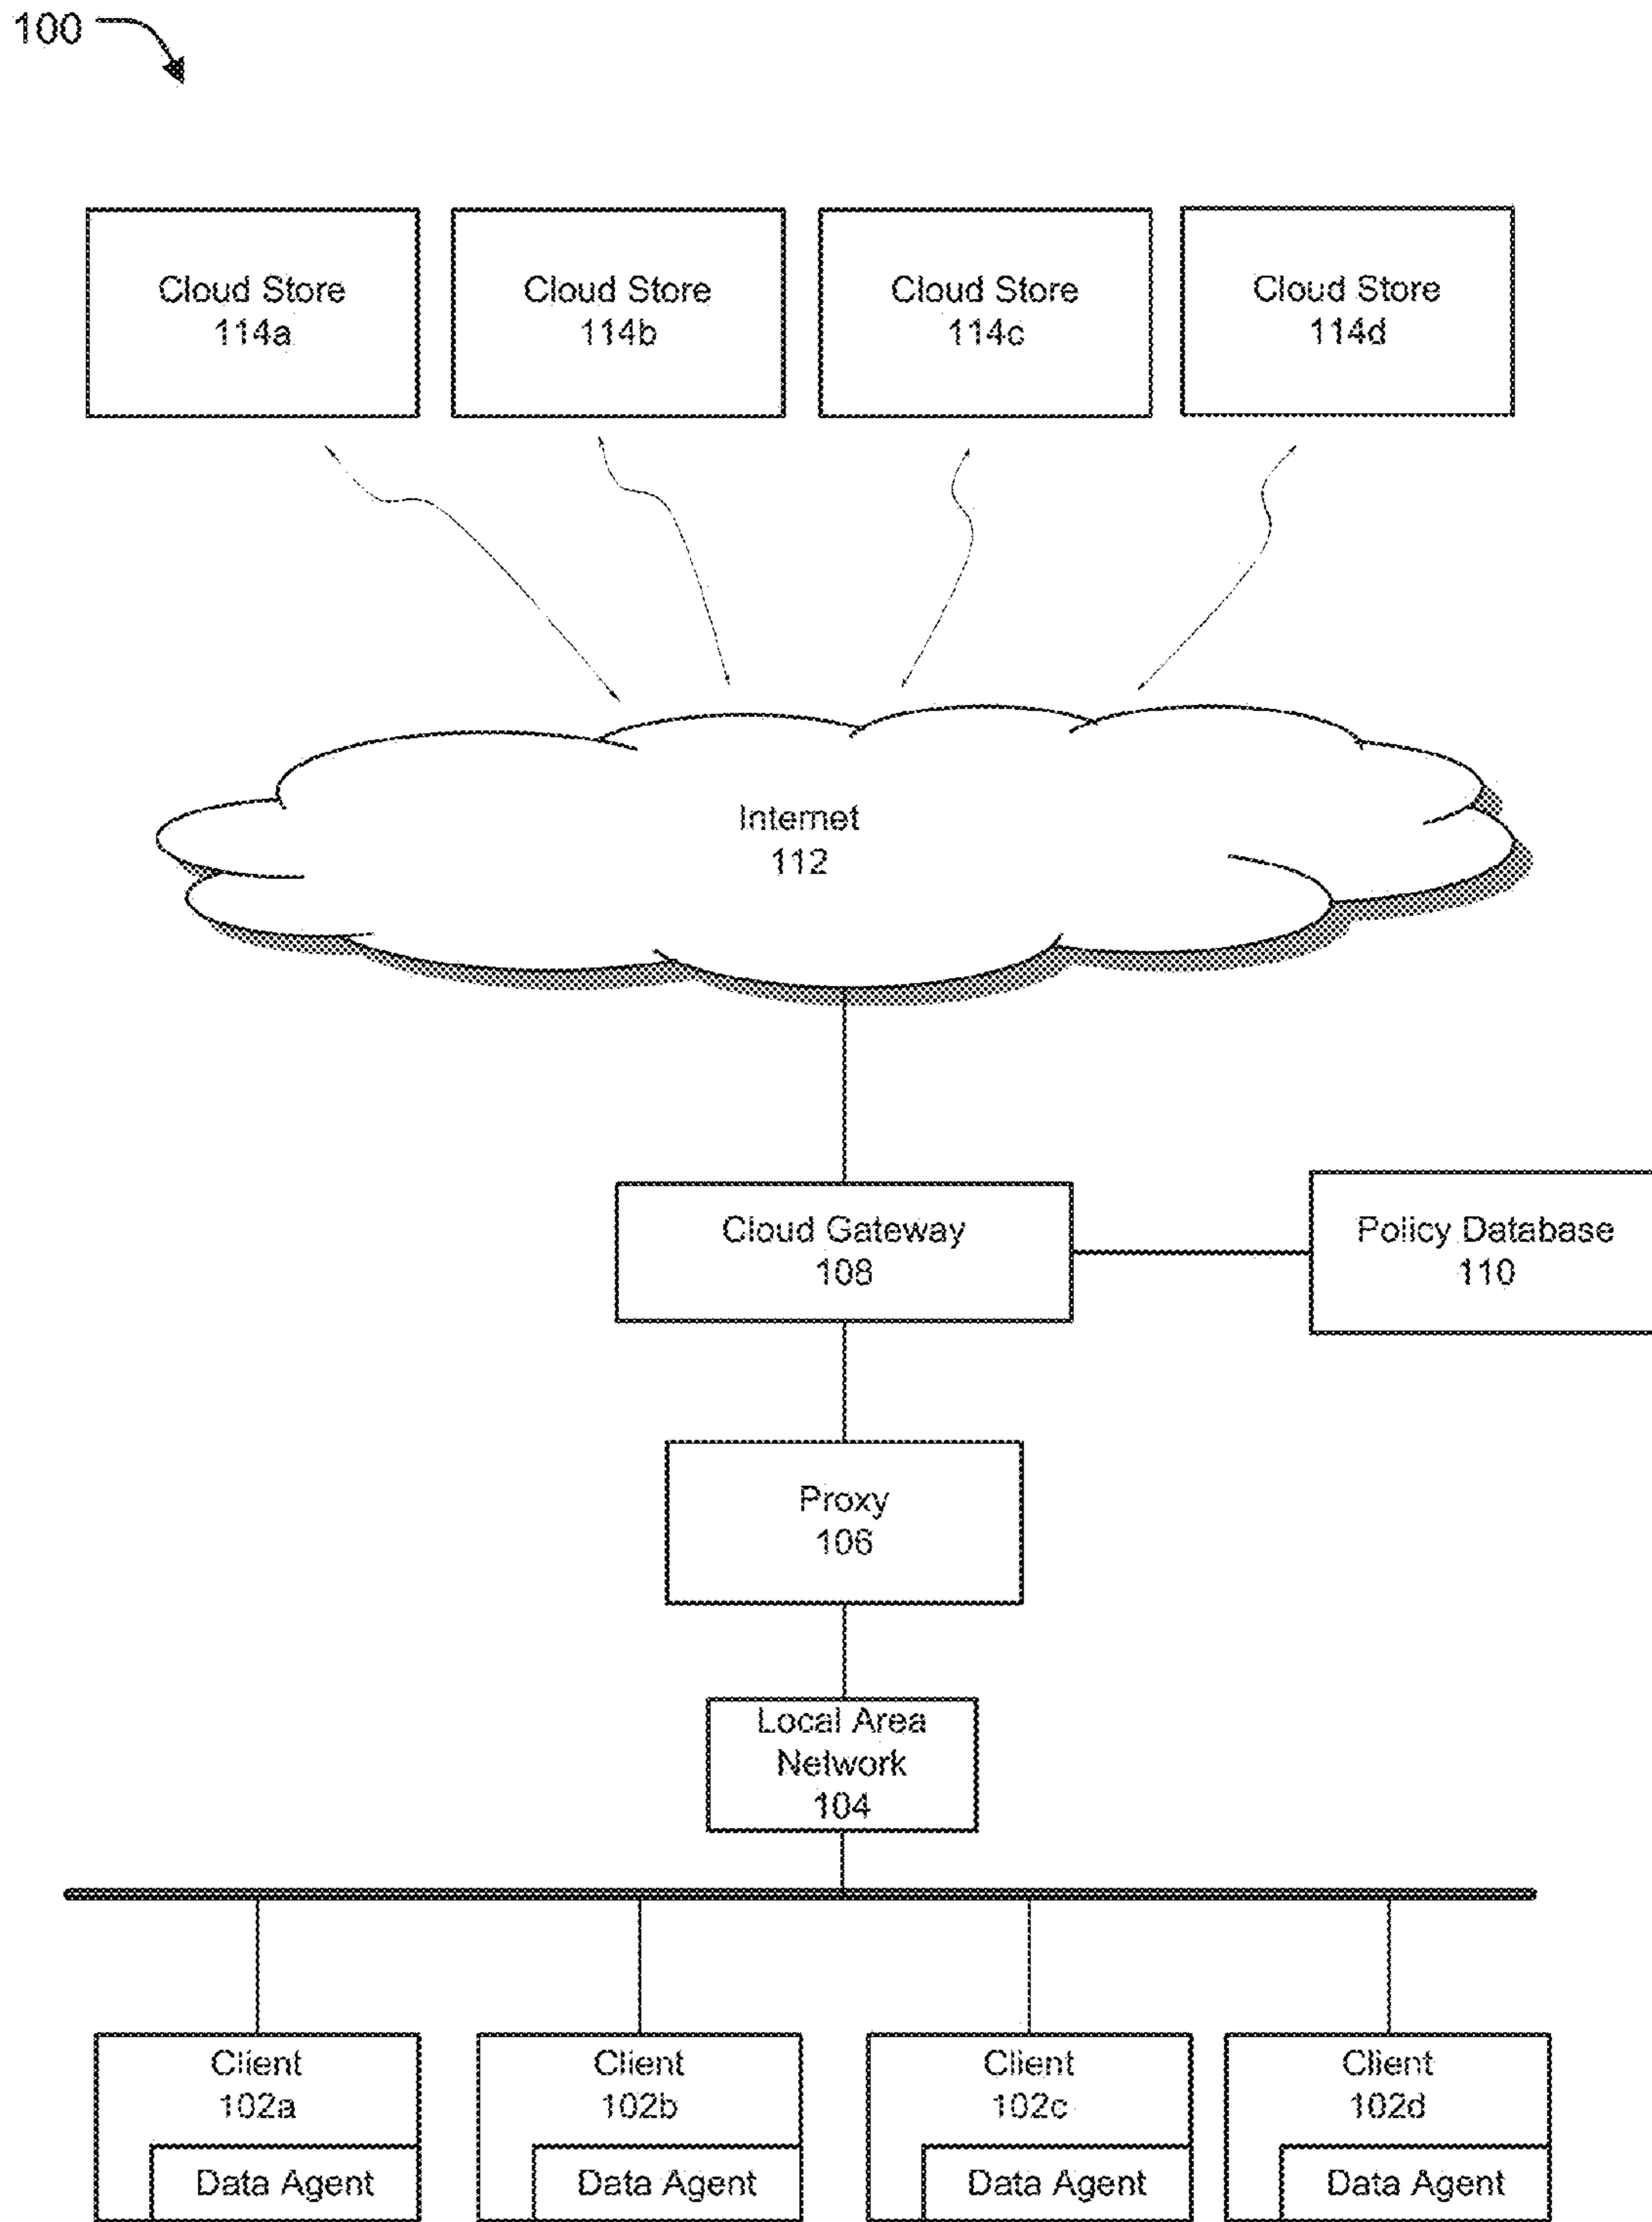 100
Cloud Store
114a
Cloud Store
114b
Cloud Store
114c
Cloud Store
114d
Internet
112
Cloud Gateway
108
Policy Database
110
Proxy
106
Local Area
Network
104
Client
102a
Data Agent
Client
102b
Data Agent
Client
102c
Data Agent
Client
102d
Data Agent